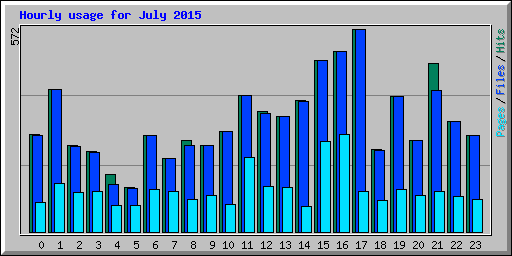 Hourly usage for July 2015
572
Pages/Files/Hits
0 1 2 3 4 5 6 7 8 9 10 11 12 13 14 15 16 17 18 19 20 21 22 23